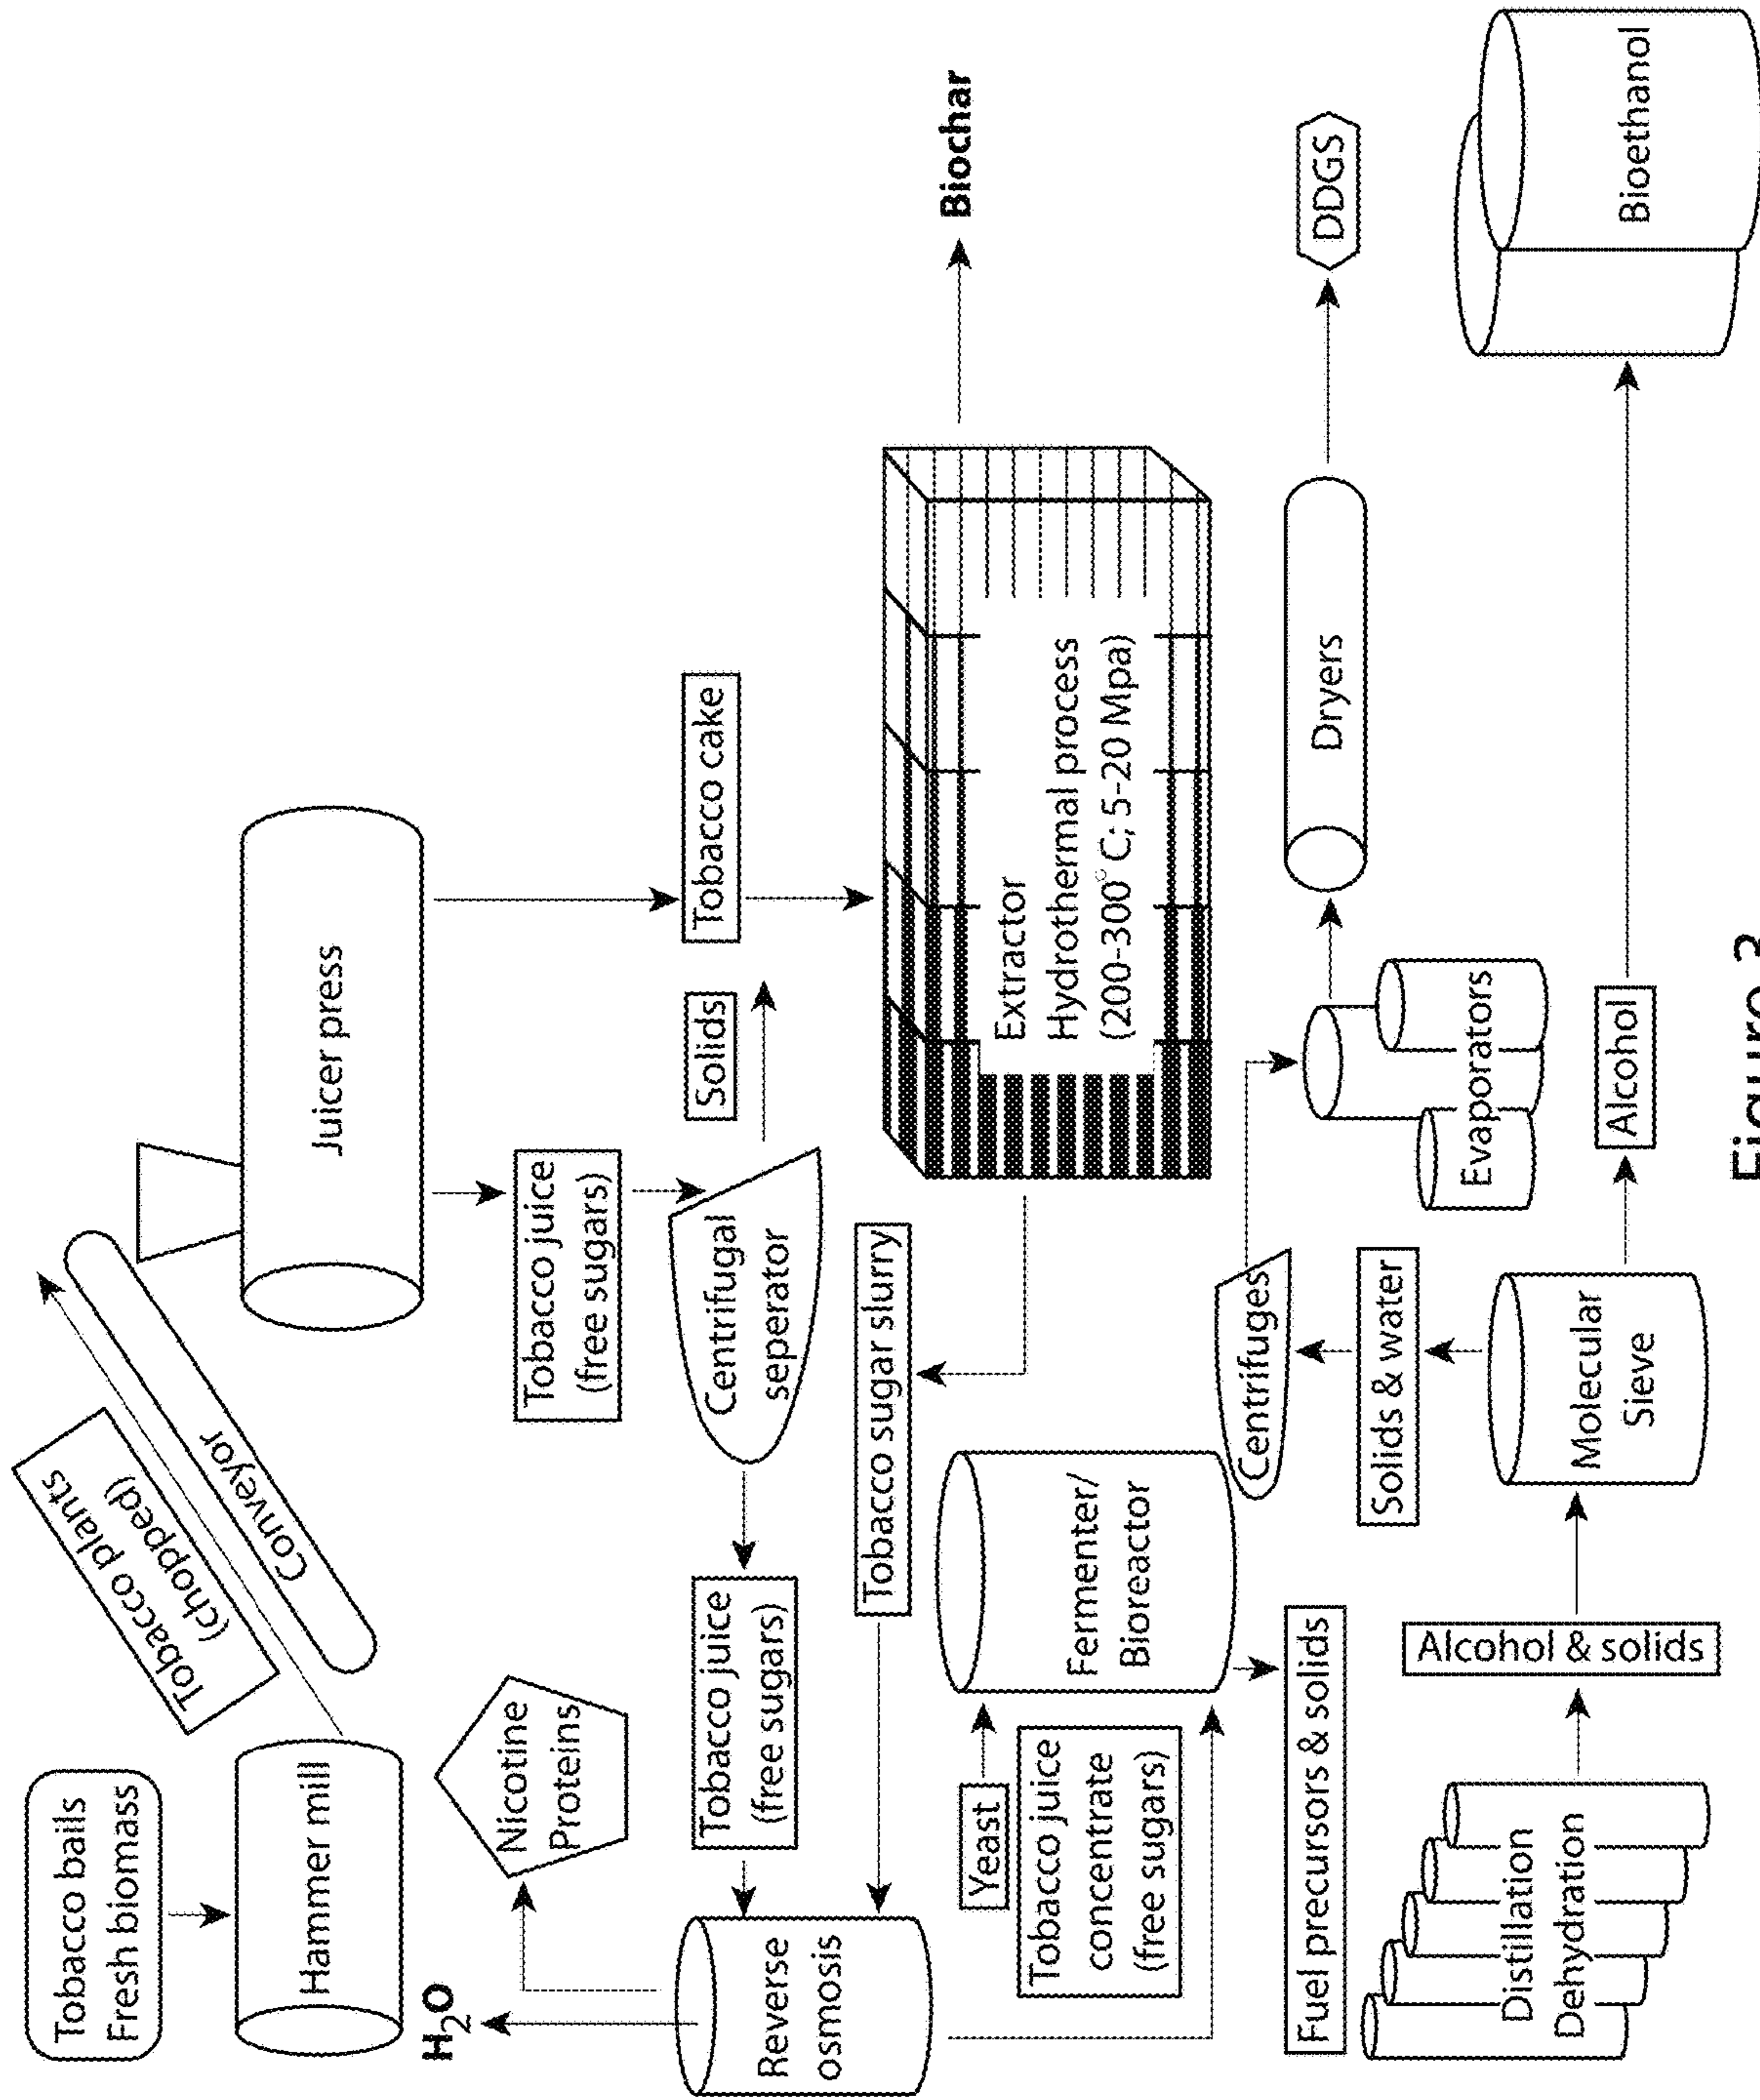 Tobacco bails
Fresh biomass
Hammer mill
Tobacco plants
(chopped)
Conveyor
Juicer press
H₂O
Nicotine
Proteins
Tobacco juice
(free sugars)
Solids
Tobacco cake
Reverse
osmosis
Tobacco juice
(free sugars)
Centrifugal
seperator
Tobacco sugar slurry
Extractor
Hydrothermal process
(200-300° C; 5-20 Mpa)
Biochar
Yeast
Tobacco juice
concentrate
(free sugars)
Fermenter/
Bioreactor
Centrifuges
Fuel precursors & solids
Solids & water
Dryers
DDGS
Evaporators
Distillation
Dehydration
Alcohol & solids
Molecular
Sieve
Alcohol
Bioethanol